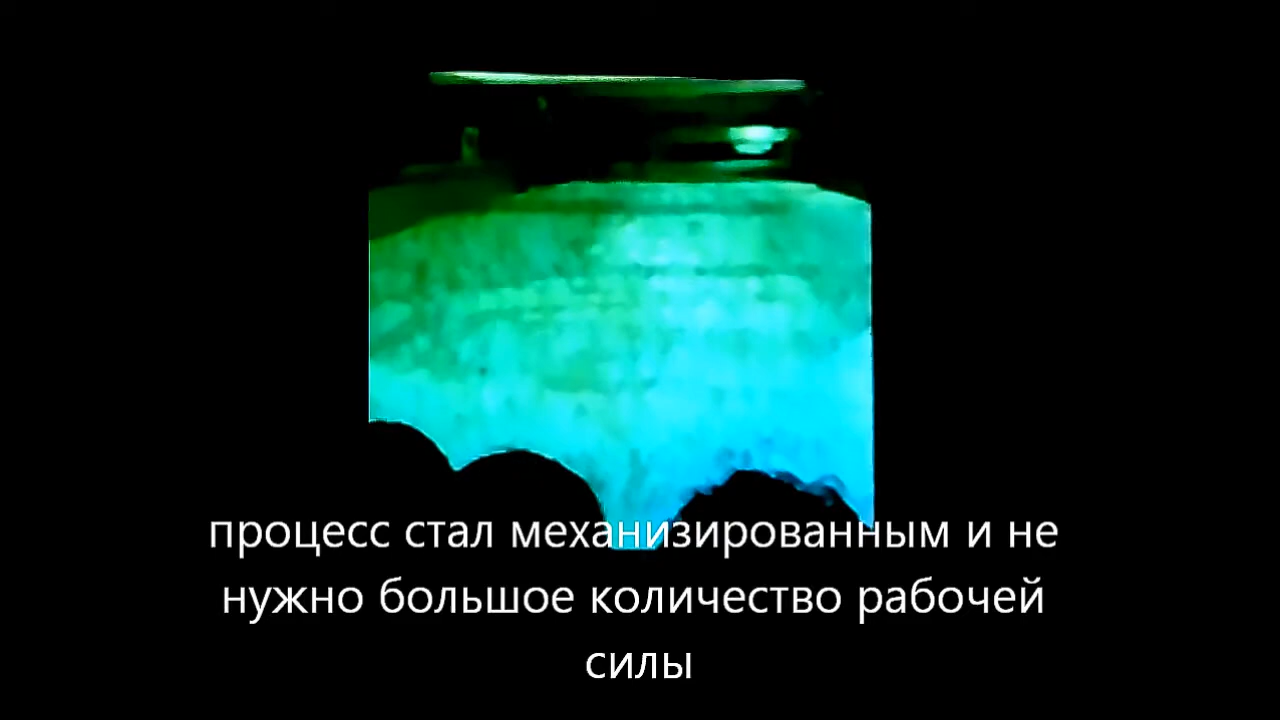 процесс стал механизированным и не
нужно большое количество рабочей
силы